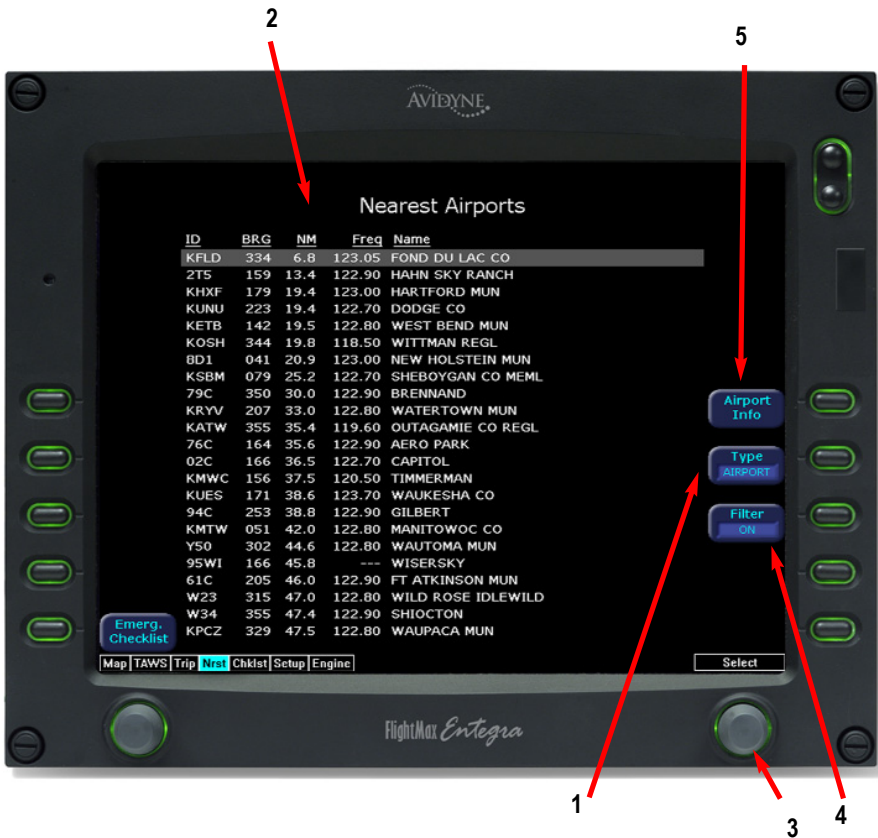 2
5
AVIDYNE
Nearest Airports
ID BRG NM Freq Name
KFLD 334 6.8 123.05 FOND DU LAC CO
2T5 159 13.4 122.90 HAHN SKY RANCH
KHXF 179 19.4 123.00 HARTFORD MUN
KUNU 223 19.4 122.70 DODGE CO
KETB 142 19.5 122.80 WEST BEND MUN
KOSH 344 19.8 118.50 WITTMAN REGL
8D1 041 20.9 123.00 NEW HOLSTEIN MUN
KSBM 079 25.2 122.70 SHEBOYGAN CO MEML
79C 350 30.0 122.90 BRENNAND
KRYV 207 33.0 122.80 WATERTOWN MUN
KATW 355 35.4 119.60 OUTAGAMIE CO REGL
76C 164 35.6 122.90 AERO PARK
02C 166 36.5 122.70 CAPITOL
KMWC 156 37.5 120.50 TIMMERMAN
KUES 171 38.6 123.70 WAUKESHA CO
94C 253 38.8 122.90 GILBERT
KMTW 051 42.0 122.80 MANITOWOC CO
Y50 302 44.6 122.80 WAUTOMA MUN
95WI 166 45.8 --- WISERSKY
61C 205 46.0 122.90 FT ATKINSON MUN
W23 315 47.0 122.80 WILD ROSE IDLEWILD
W34 355 47.4 122.90 SHIOCTON
KPCZ 329 47.5 122.80 WAUPACA MUN
Airport
Info
Type
AIRPORT
Filter
ON
Emerg.
Checklist
Map TAWS Trip Nrst Chklst Setup Engine
Select
FlightMax Entegra
1
3
4